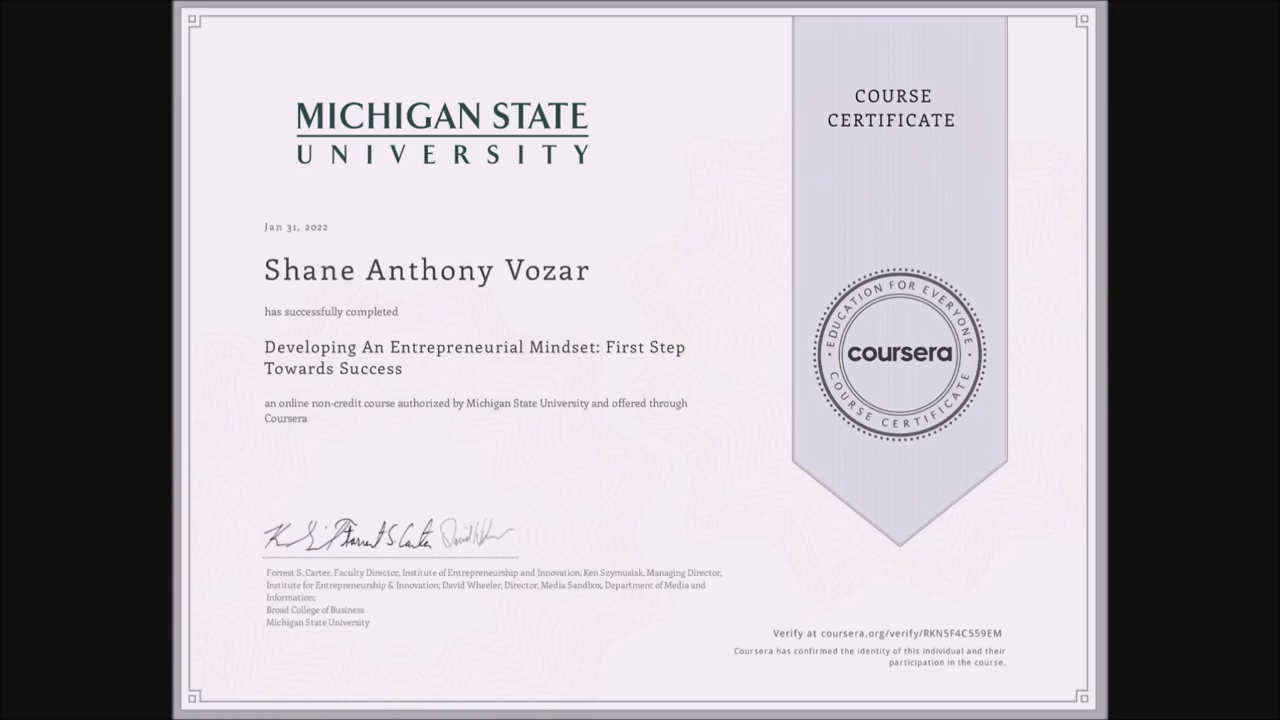 MICHIGAN STATE
UNIVERSITY
COURSE
CERTIFICATE
Jan 31, 2022
Shane Anthony Vozar
has successfully completed
Developing An Entrepreneurial Mindset: First Step
Towards Success
an online non-credit course authorized by Michigan State University and offered through
Coursera
EDUCATION FOR EVERYONE
coursera
COURSE CERTIFICATE
Forrest S. Carter
Forrest S. Carter, Faculty Director, Institute of Entrepreneurship and Innovation; Ken Szymusiak, Managing Director,
Institute for Entrepreneurship & Innovation; David Wheeler, Director, Media Sandbox, Department of Media and
Information;
Broad College of Business
Michigan State University
Verify at coursera.org/verify/RKN5F4C559EM
Coursera has confirmed the identity of this individual and their
participation in the course.